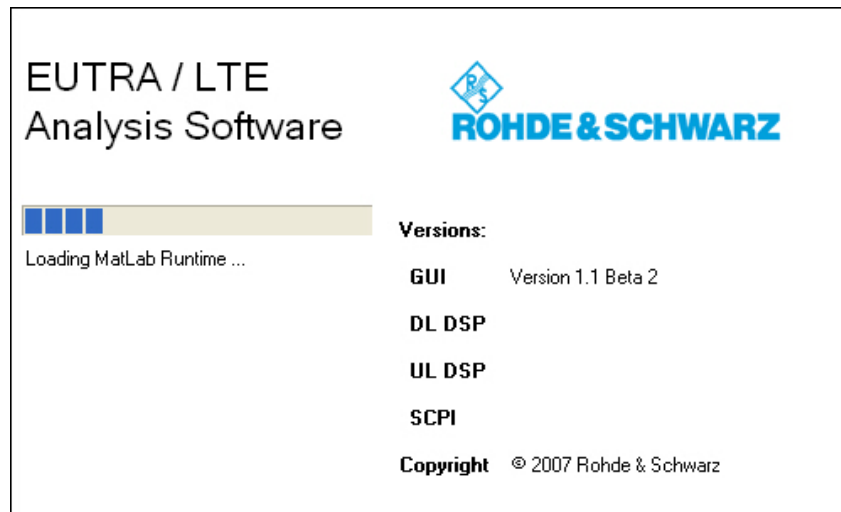 EUTRA / LTE
Analysis Software
R
S
ROHDE & SCHWARZ
Loading MatLab Runtime ...
Versions:
GUI Version 1.1 Beta 2
DL DSP
UL DSP
SCPI
Copyright © 2007 Rohde & Schwarz